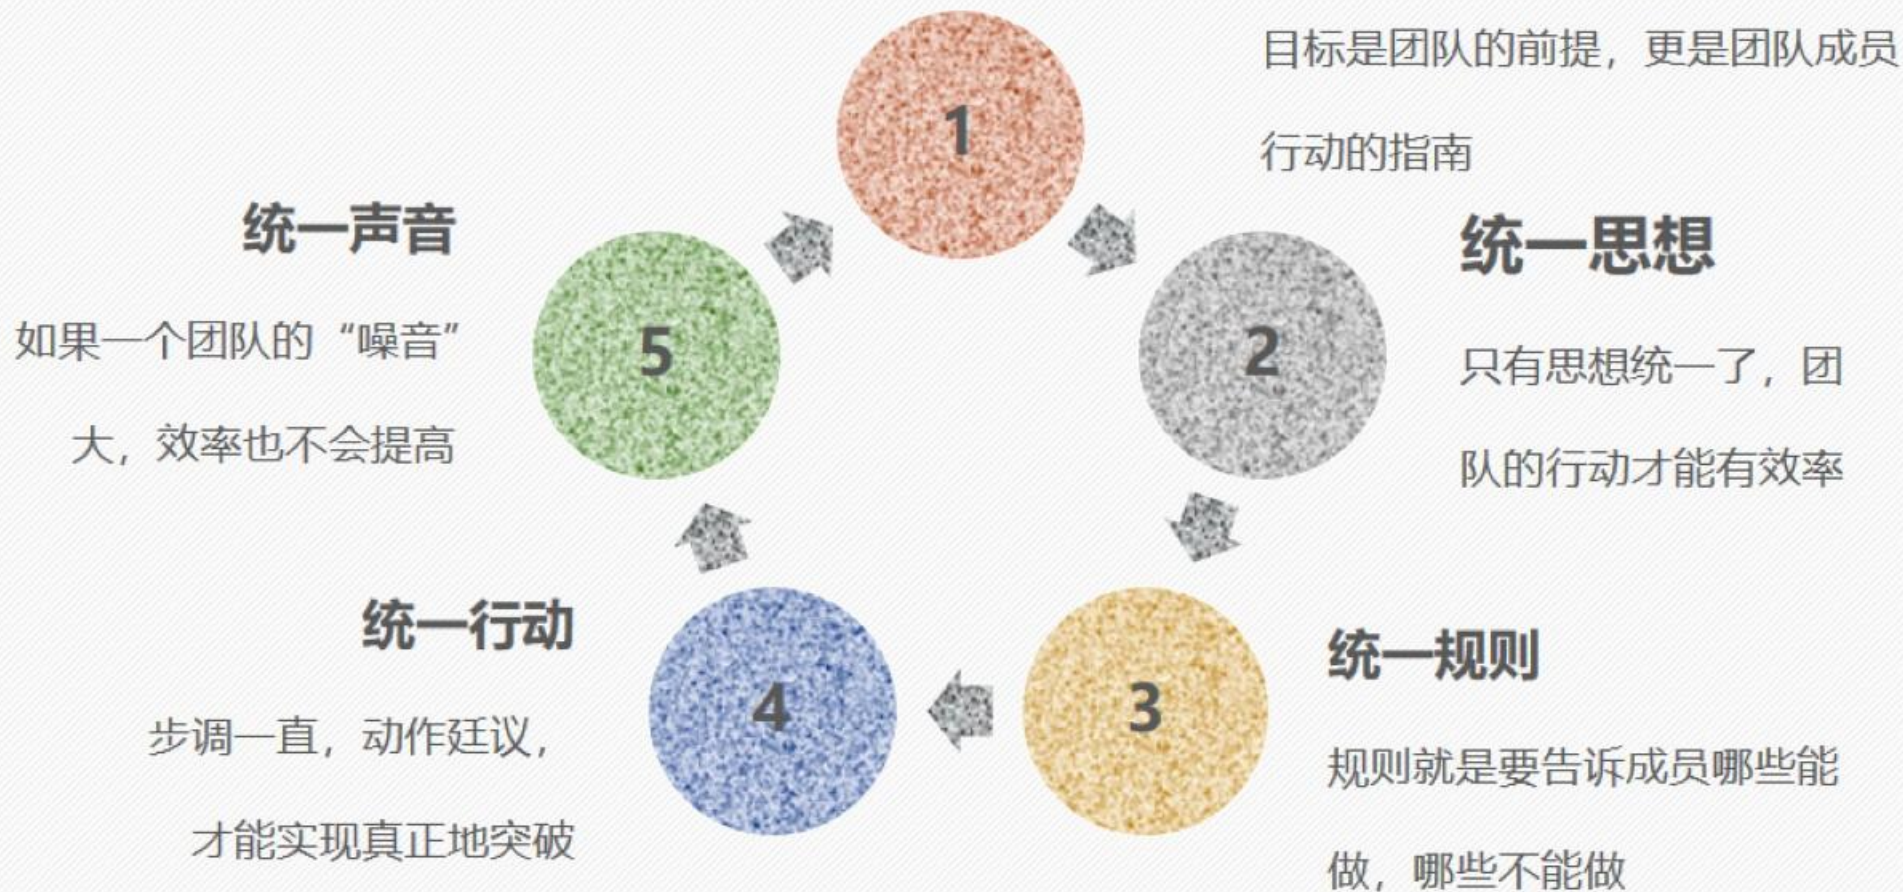 1
目标是团队的前提，更是团队成员
行动的指南
2
统一思想
只有思想统一了，团
队的行动才能有效率
3
统一规则
规则就是要告诉成员哪些能
做，哪些不能做
4
统一行动
步调一直，动作廷议，
才能实现真正地突破
5
统一声音
如果一个团队的“噪音”
大，效率也不会提高